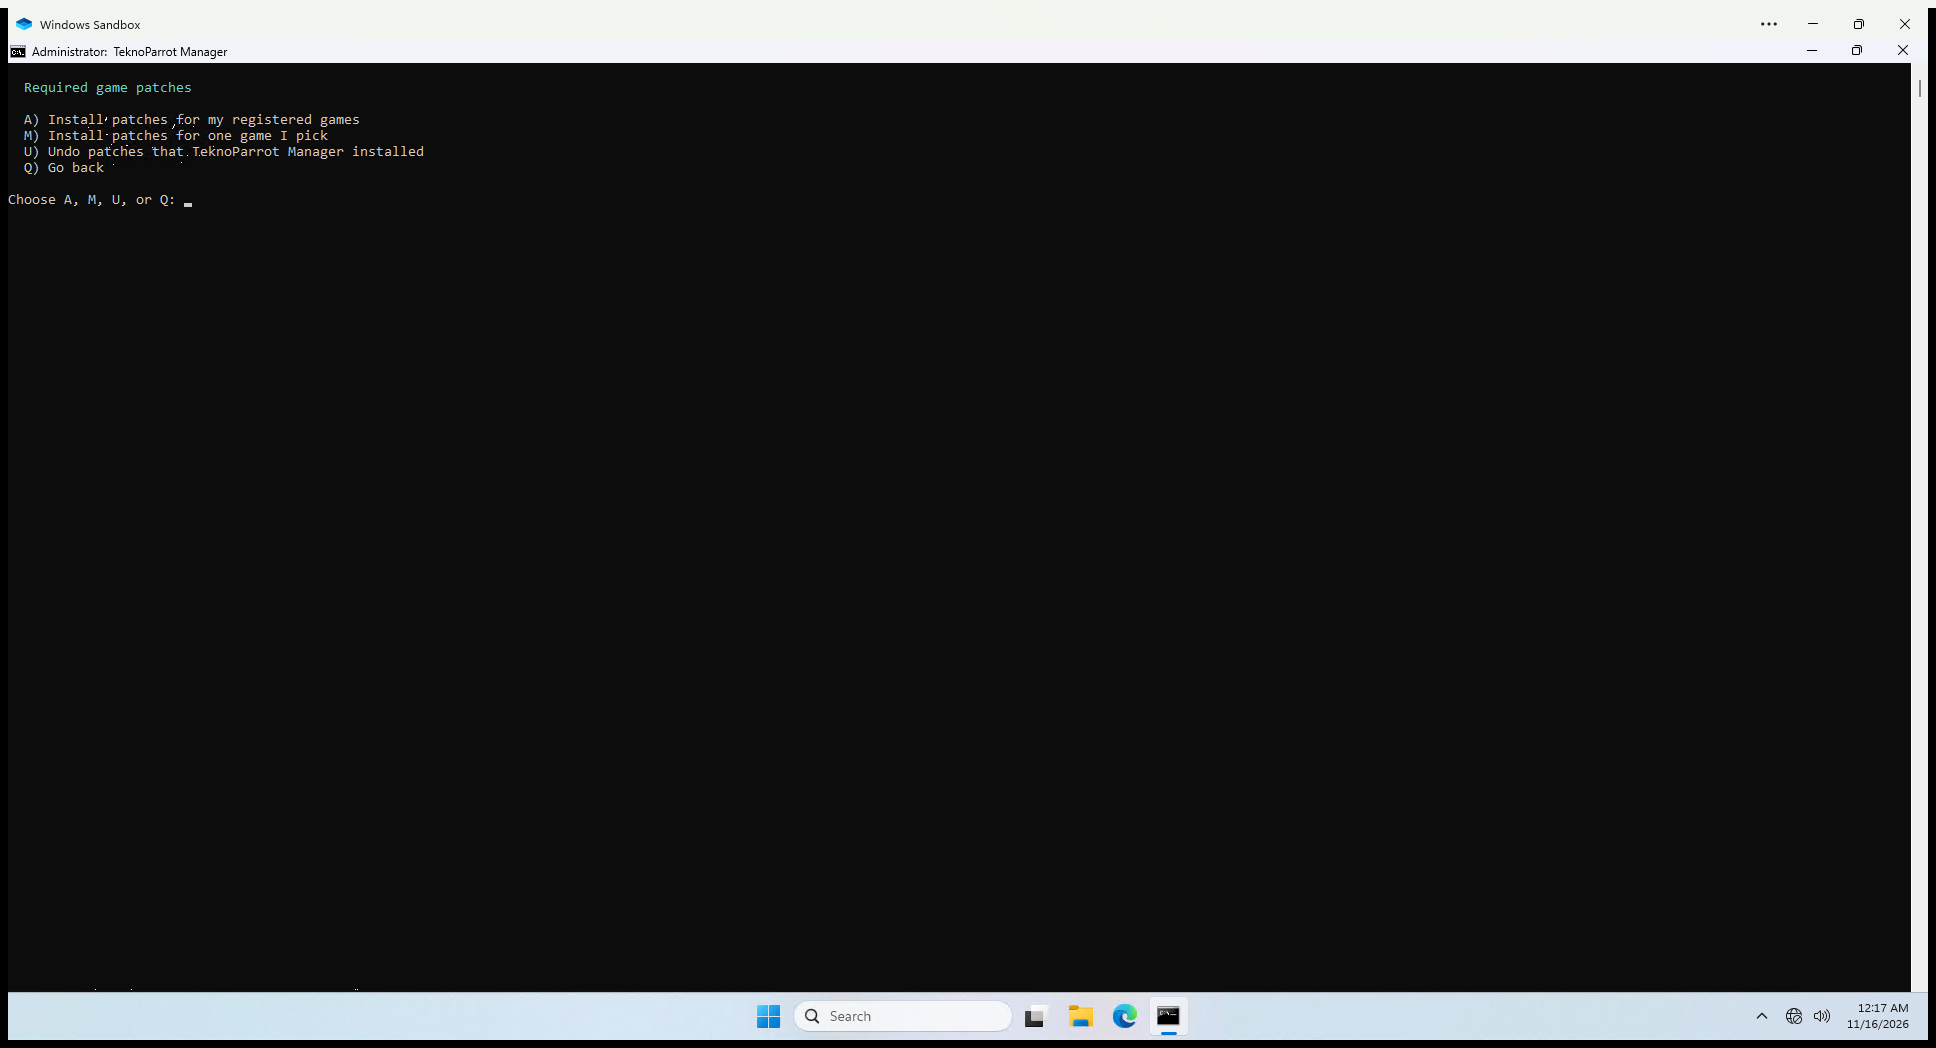 Windows Sandbox
Administrator: TeknoParrot Manager
Required game patches
A) Install patches for my registered games
M) Install patches for one game I pick
U) Undo patches that TeknoParrot Manager installed
Q) Go back
Choose A, M, U, or Q:
Search
12:17 AM
11/16/2026